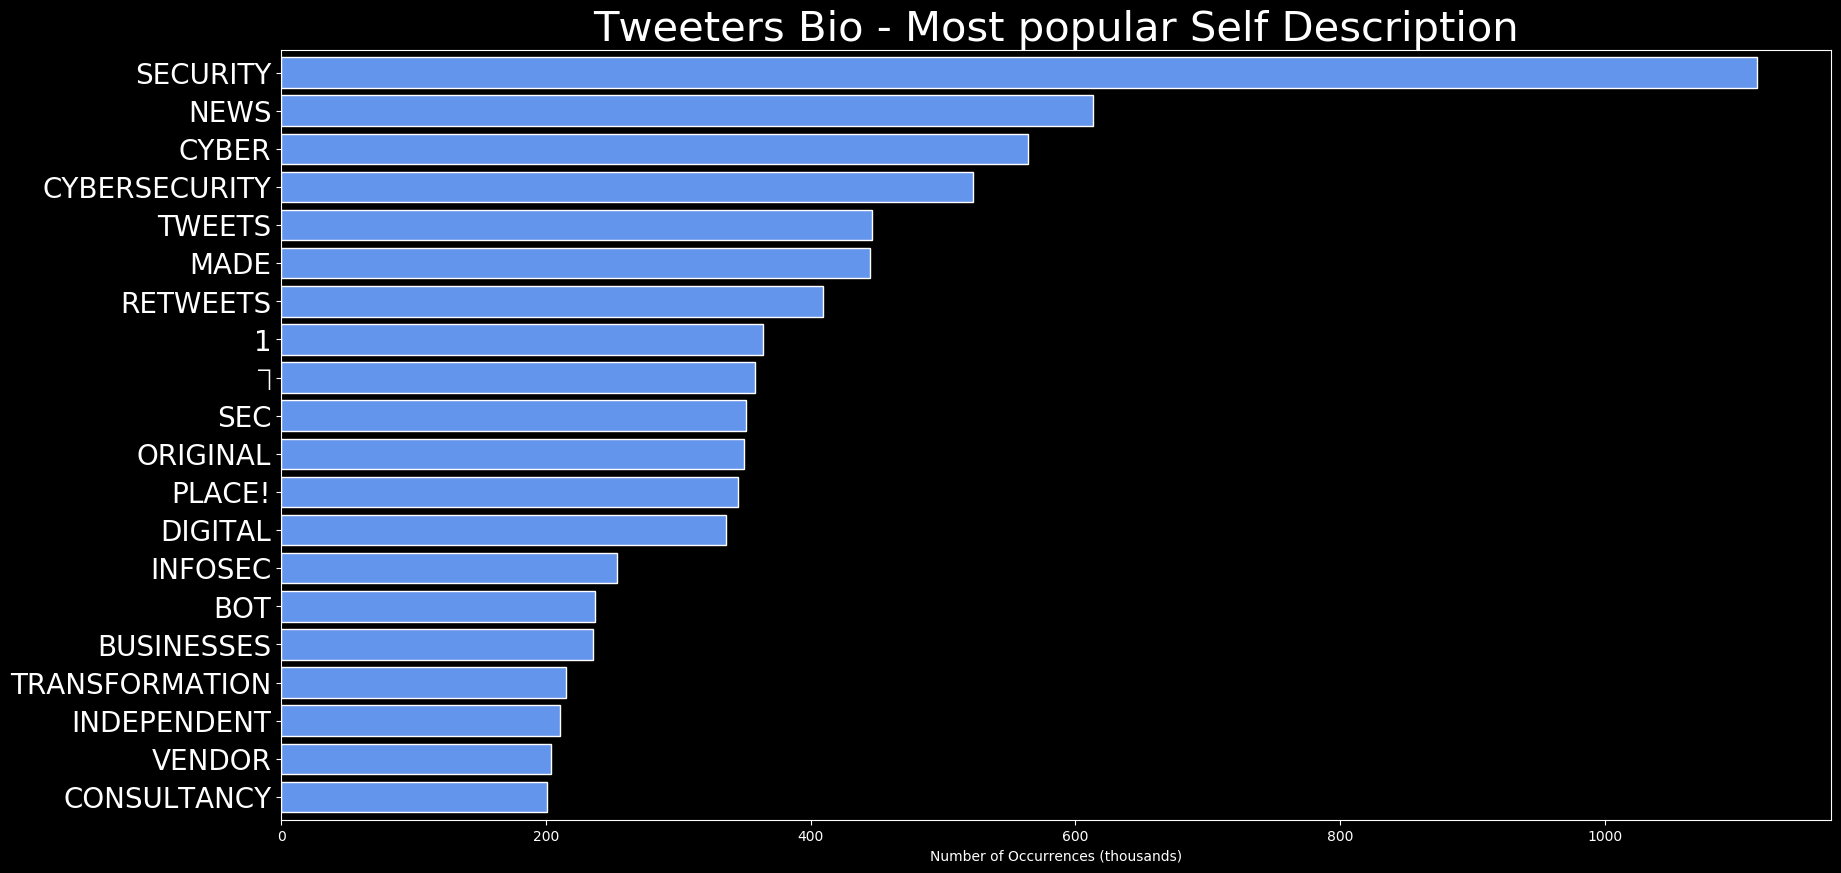 Tweeters Bio - Most popular Self Description
SECURITY
NEWS
CYBER
CYBERSECURITY
TWEETS
MADE
RETWEETS
1
SEC
ORIGINAL
PLACE!
DIGITAL
INFOSEC
BOT
BUSINESSES
TRANSFORMATION
INDEPENDENT
VENDOR
CONSULTANCY
0 200 400 600 800 1000
Number of Occurrences (thousands)